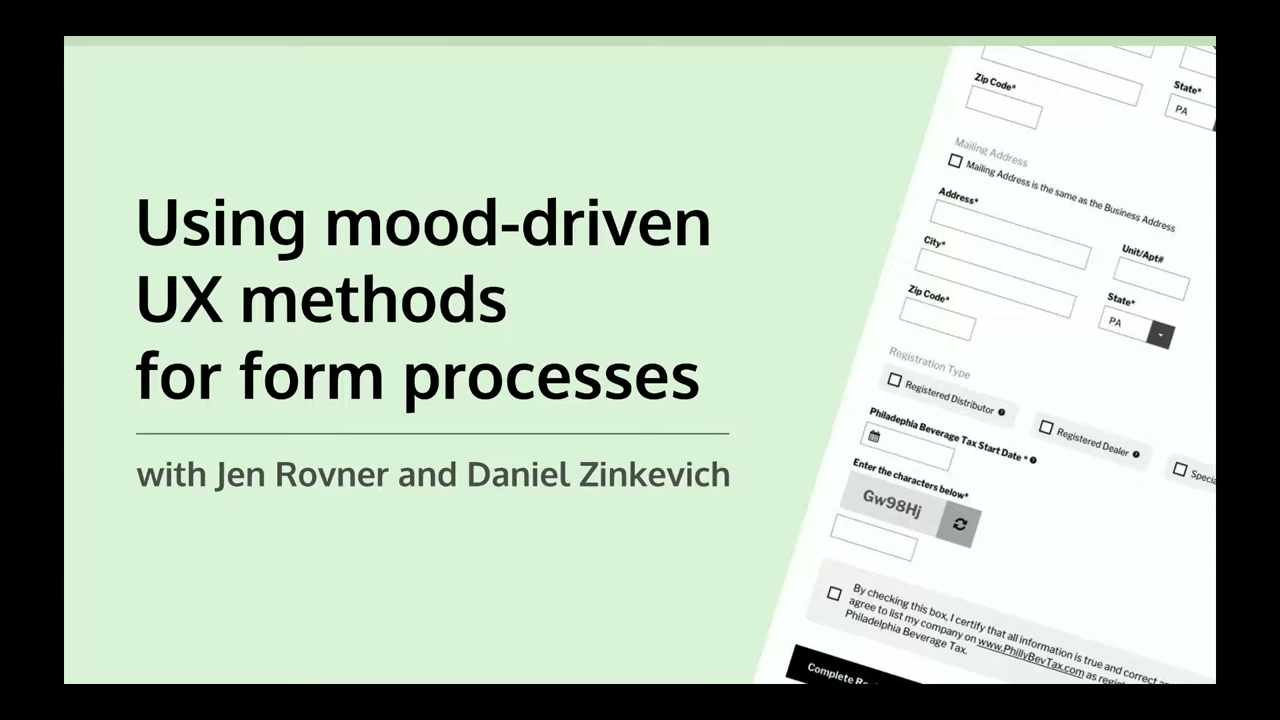 Using mood-driven
UX methods
for form processes
with Jen Rovner and Daniel Zinkevich
Zip Code*
State*
PA
Mailing Address
Mailing Address is the same as the Business Address
Address*
Unit/Apt#
City*
State*
Zip Code*
PA
Registration Type
Registered Distributor
Registered Dealer
Philadephia Beverage Tax Start Date *
Enter the characters below*
Gw98Hj
By checking this box, I certify that all information is true and correct
agree to list my company on www.PhillyBevTax.com as
Philadelphia Beverage Tax.
Complete